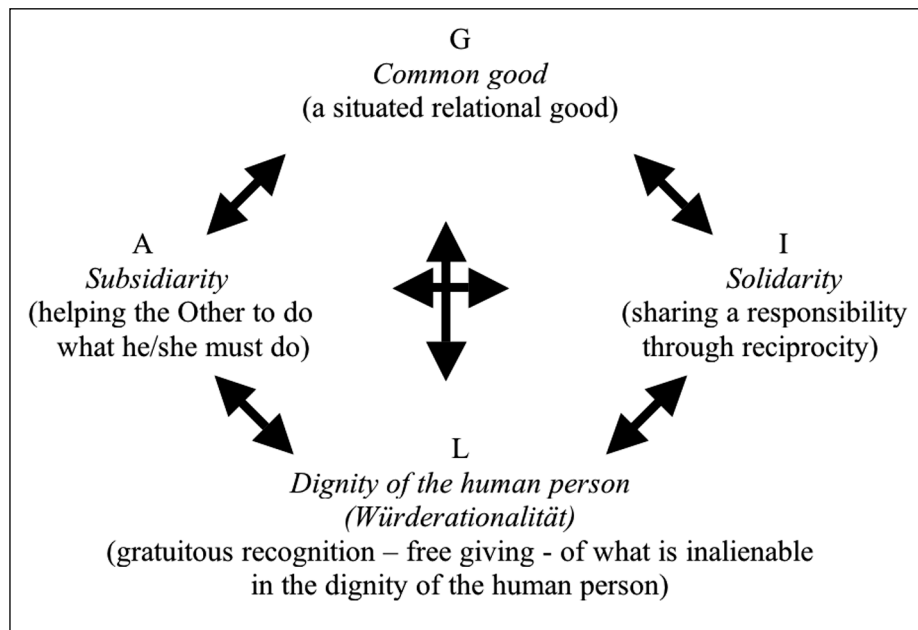 G
Common good
(a situated relational good)
A
Subsidiarity
(helping the Other to do
what he/she must do)
I
Solidarity
(sharing a responsibility
through reciprocity)
L
Dignity of the human person
(Würderationalität)
(gratuitous recognition – free giving - of what is inalienable
in the dignity of the human person)